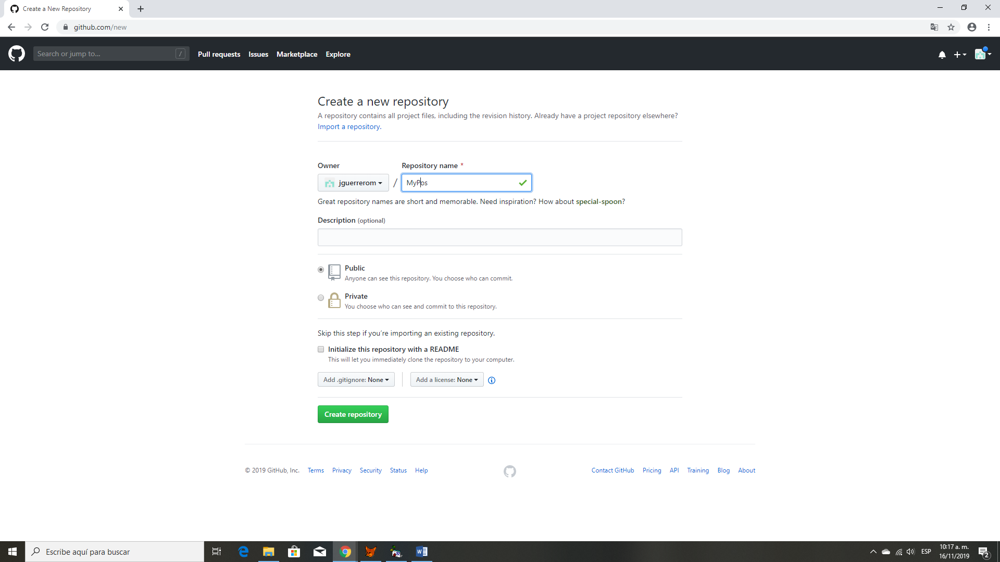 Create a New Repository
github.com/new
Search or jump to... /
Pull requests Issues Marketplace Explore
Create a new repository
A repository contains all project files, including the revision history. Already have a project repository elsewhere?
Import a repository.
Owner Repository name *
jguerrerom / MyPos
Great repository names are short and memorable. Need inspiration? How about special-spoon?
Description (optional)
Public
Anyone can see this repository. You choose who can commit.
Private
You choose who can see and commit to this repository.
Skip this step if you’re importing an existing repository.
Initialize this repository with a README
This will let you immediately clone the repository to your computer.
Add .gitignore: None Add a license: None
Create repository
© 2019 GitHub, Inc. Terms Privacy Security Status Help Contact GitHub Pricing API Training Blog About
Escribe aquí para buscar
ESP
10:17 a. m.
16/11/2019
2